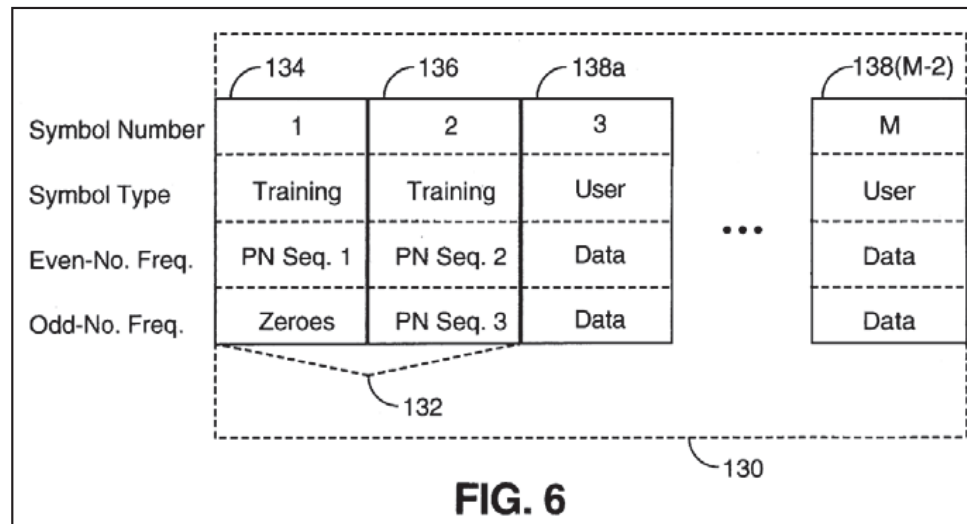 134 136 138a 138(M-2)
Symbol Number 1 2 3 M
Symbol Type Training Training User ••• User
Even-No. Freq. PN Seq. 1 PN Seq. 2 Data Data
Odd-No. Freq. Zeroes PN Seq. 3 Data Data
132
130
FIG. 6